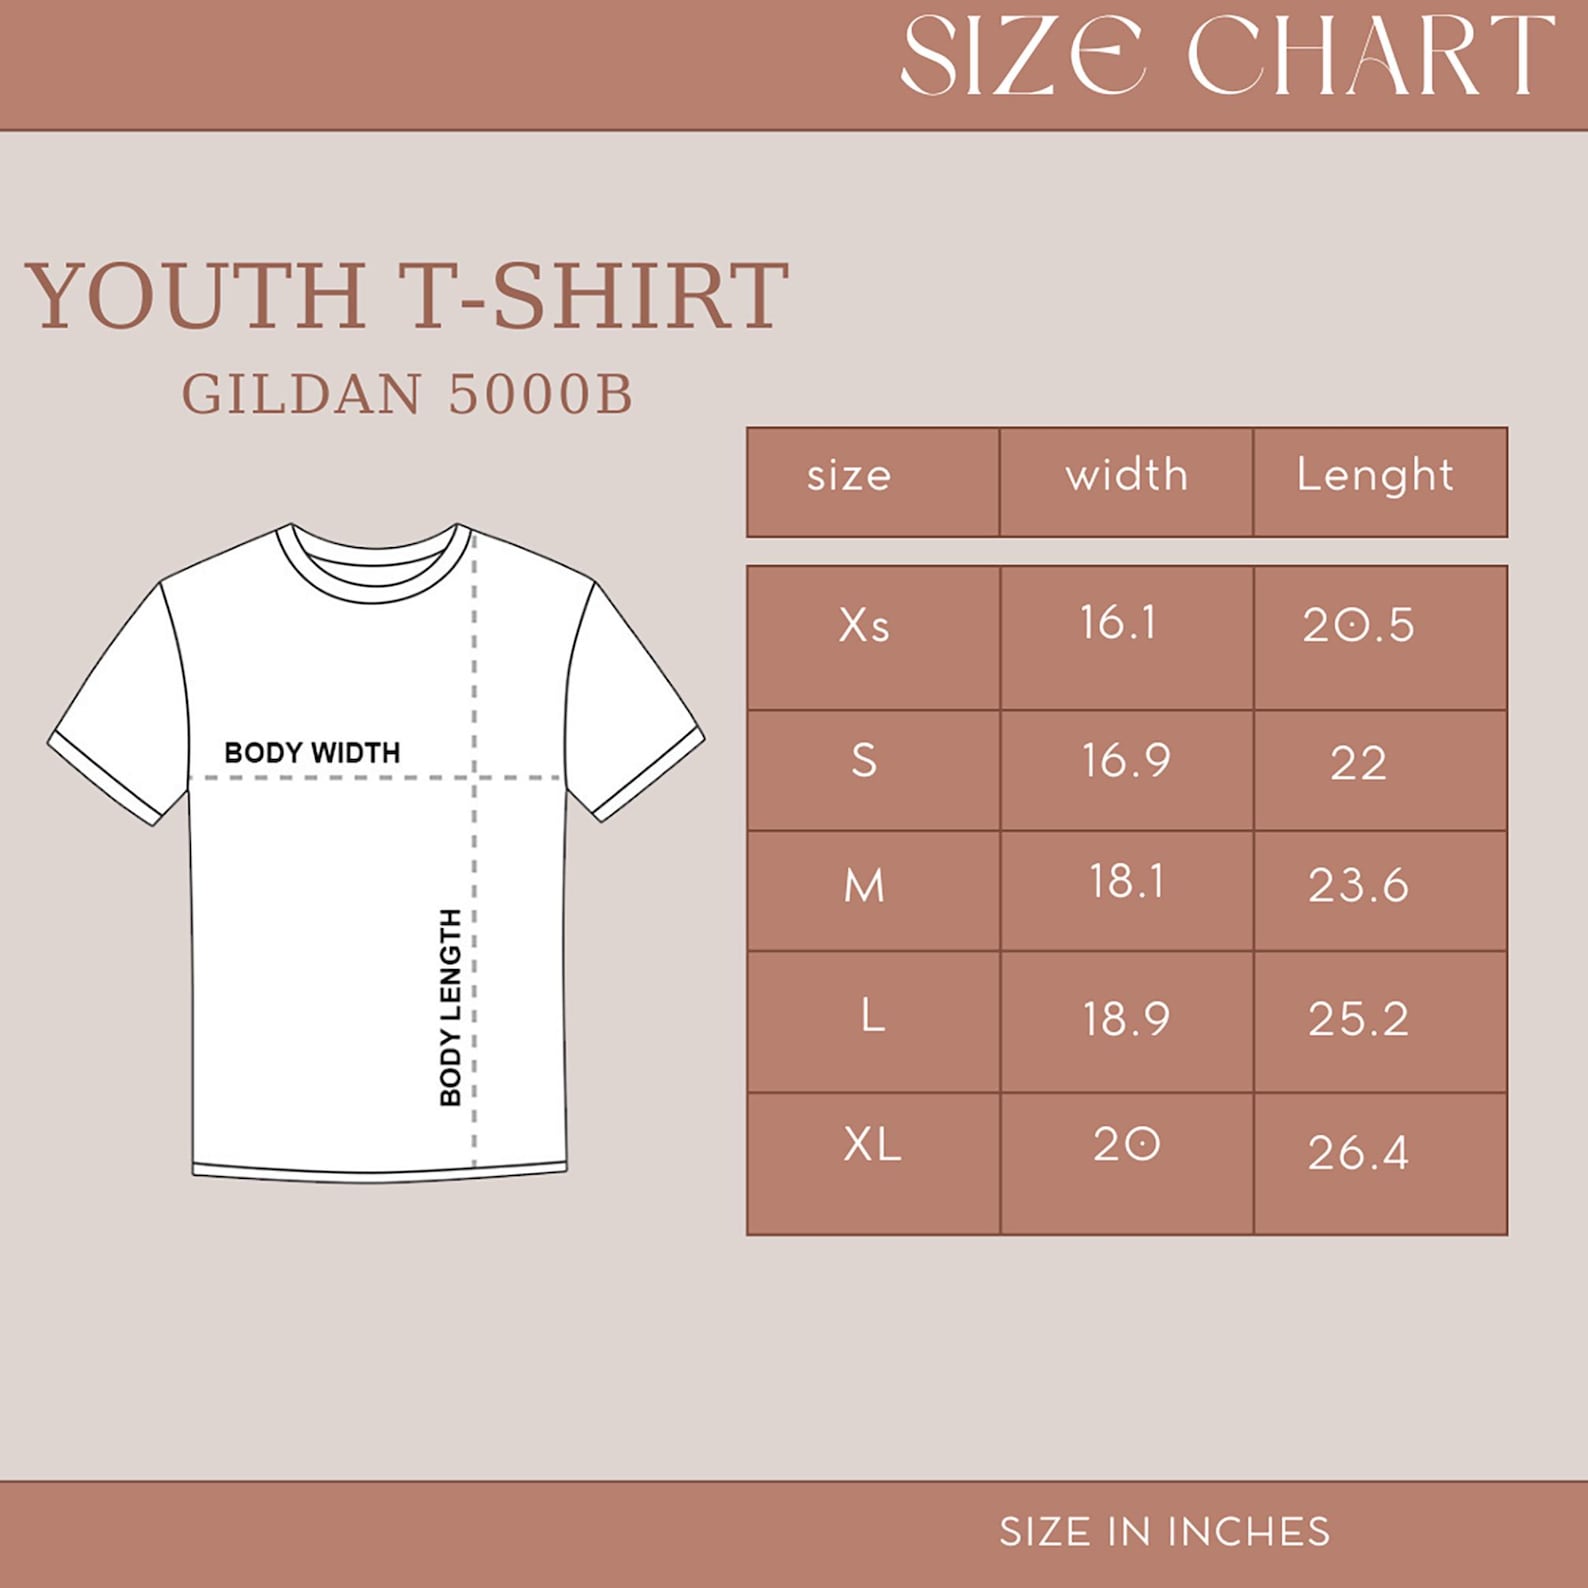 SIZE CHART
YOUTH T-SHIRT
GILDAN 5000B
size width Lenght
Xs 16.1 20.5
S 16.9 22
M 18.1 23.6
L 18.9 25.2
XL 20 26.4
BODY WIDTH
BODY LENGTH
SIZE IN INCHES